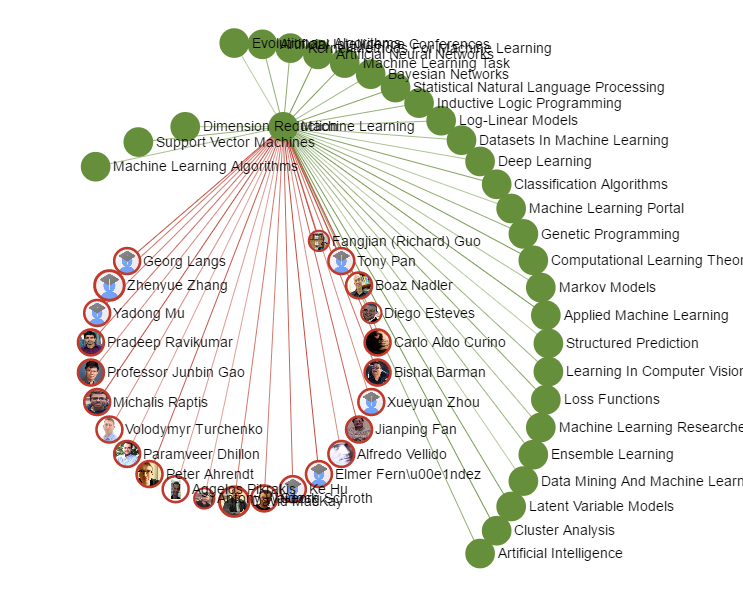 Evolutionary Algorithms
Artificial Intelligence Conferences
Kernel Methods For Machine Learning
Artificial Neural Networks
Machine Learning Task
Bayesian Networks
Statistical Natural Language Processing
Inductive Logic Programming
Log-Linear Models
Dimension Reduction
Machine Learning
Datasets In Machine Learning
Support Vector Machines
Deep Learning
Machine Learning Algorithms
Classification Algorithms
Machine Learning Portal
Genetic Programming
Fangjian (Richard) Guo
Georg Langs
Tony Pan
Computational Learning Theor
Zhenyue Zhang
Boaz Nadler
Markov Models
Yadong Mu
Diego Esteves
Applied Machine Learning
Pradeep Ravikumar
Carlo Aldo Curino
Structured Prediction
Professor Junbin Gao
Bishal Barman
Learning In Computer Vision
Michalis Raptis
Xueyuan Zhou
Loss Functions
Volodymyr Turchenko
Jianping Fan
Machine Learning Researche
Paramveer Dhillon
Alfredo Vellido
Ensemble Learning
Peter Ahrendt
Elmer Fern\u00e1ndez
Data Mining And Machine Learn
Aggelos Pikrakis
Ke Hu
Antony
Schroth
David MacKay
Latent Variable Models
Cluster Analysis
Artificial Intelligence